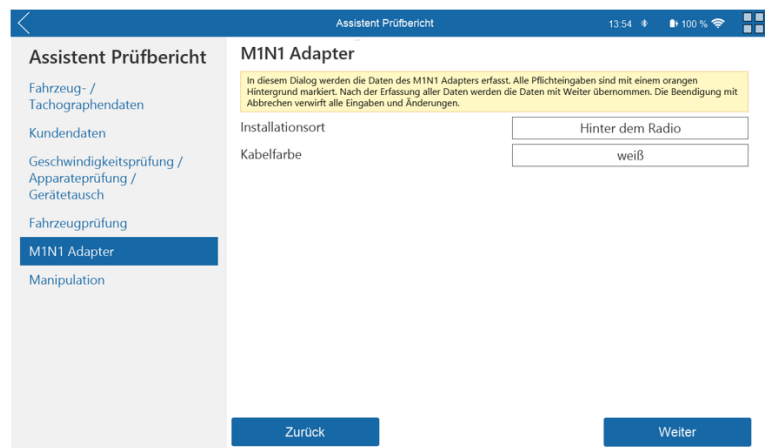 Assistent Prüfbericht
13:54
100 %
Assistent Prüfbericht
Fahrzeug- /
Tachographendaten
Kundendaten
Geschwindigkeitsprüfung /
Apparateprüfung /
Gerätetausch
Fahrzeugprüfung
M1N1 Adapter
Manipulation
M1N1 Adapter
In diesem Dialog werden die Daten des M1N1 Adapters erfasst. Alle Pflichteingaben sind mit einem orangen
Hintergrund markiert. Nach der Erfassung aller Daten werden die Daten mit Weiter übernommen. Die Beendigung mit
Abbrechen verwirft alle Eingaben und Änderungen.
Installationsort
Hinter dem Radio
Kabelfarbe
weiß
Zurück
Weiter